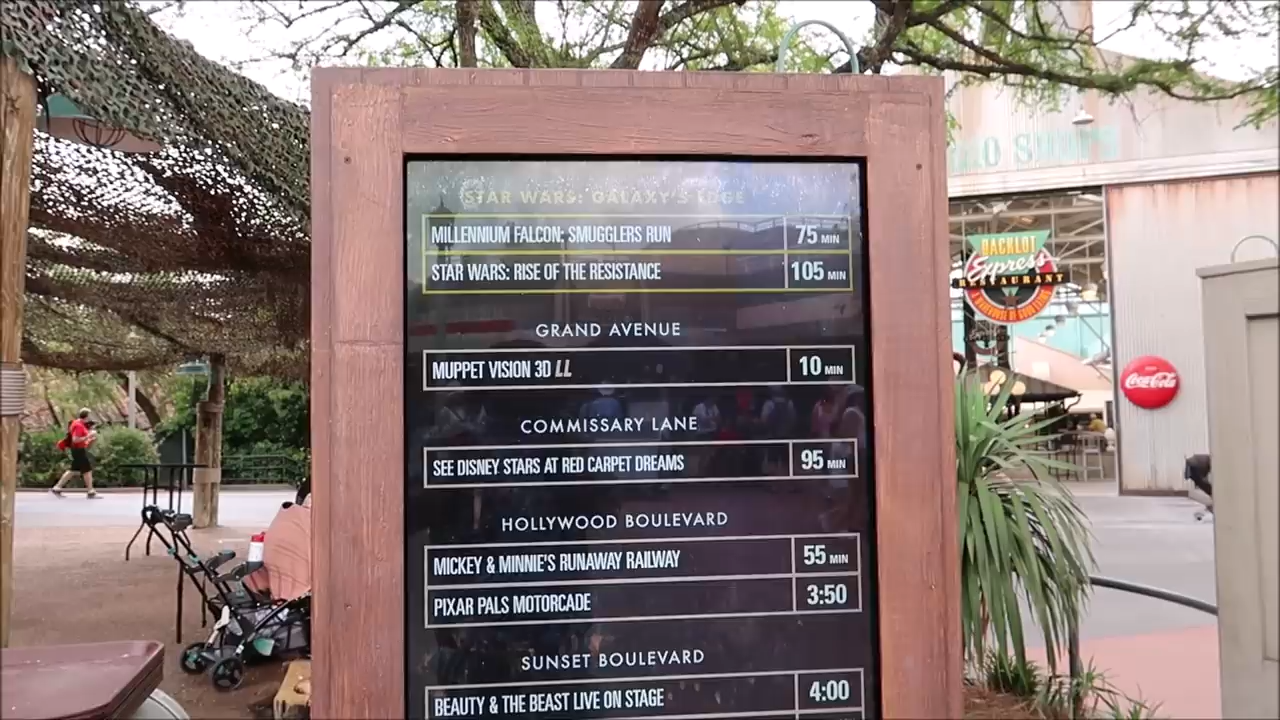 STAR WARS: GALAXY'S EDGE
MILLENNIUM FALCON: SMUGGLERS RUN 75 MIN
STAR WARS: RISE OF THE RESISTANCE 105 MIN
GRAND AVENUE
MUPPET VISION 3D LL 10 MIN
COMMISSARY LANE
SEE DISNEY STARS AT RED CARPET DREAMS 95 MIN
HOLLYWOOD BOULEVARD
MICKEY & MINNIE'S RUNAWAY RAILWAY 55 MIN
PIXAR PALS MOTORCADE 3:50
SUNSET BOULEVARD
BEAUTY & THE BEAST LIVE ON STAGE 4:00
BACKLOT
Express
RESTAURANT
Coca-Cola